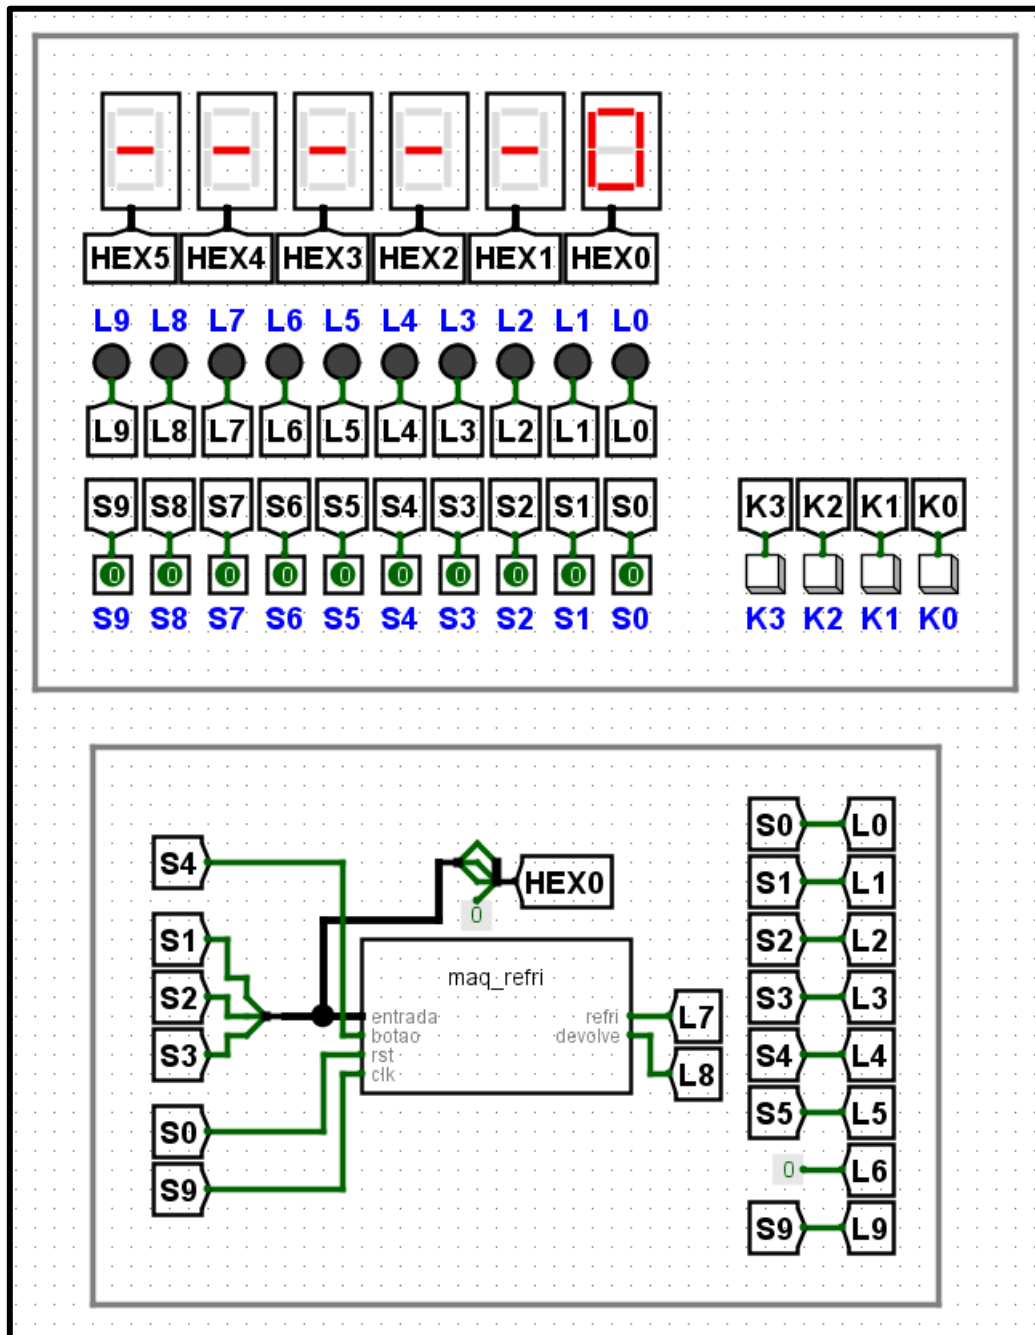 0
HEX5 HEX4 HEX3 HEX2 HEX1 HEX0
L9 L8 L7 L6 L5 L4 L3 L2 L1 L0
L9 L8 L7 L6 L5 L4 L3 L2 L1 L0
S9 S8 S7 S6 S5 S4 S3 S2 S1 S0 K3 K2 K1 K0
0 0 0 0 0 0 0 0 0 0
S9 S8 S7 S6 S5 S4 S3 S2 S1 S0 K3 K2 K1 K0
S4
S1
S2
S3
S0
S9
HEX0
0
maq_refri
entrada
botao
rst
clk
refri
devolve
L7
L8
S0 L0
S1 L1
S2 L2
S3 L3
S4 L4
S5 L5
0 L6
S9 L9